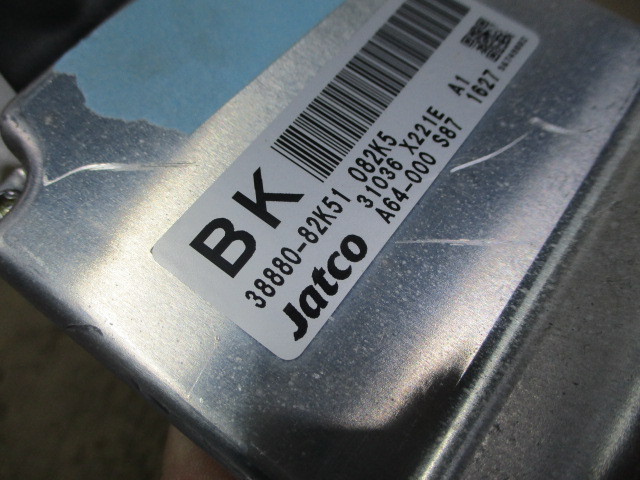 BK
38880-82K51 082K5
31036 X221E A1
A64-000 S87 1627
Jatco